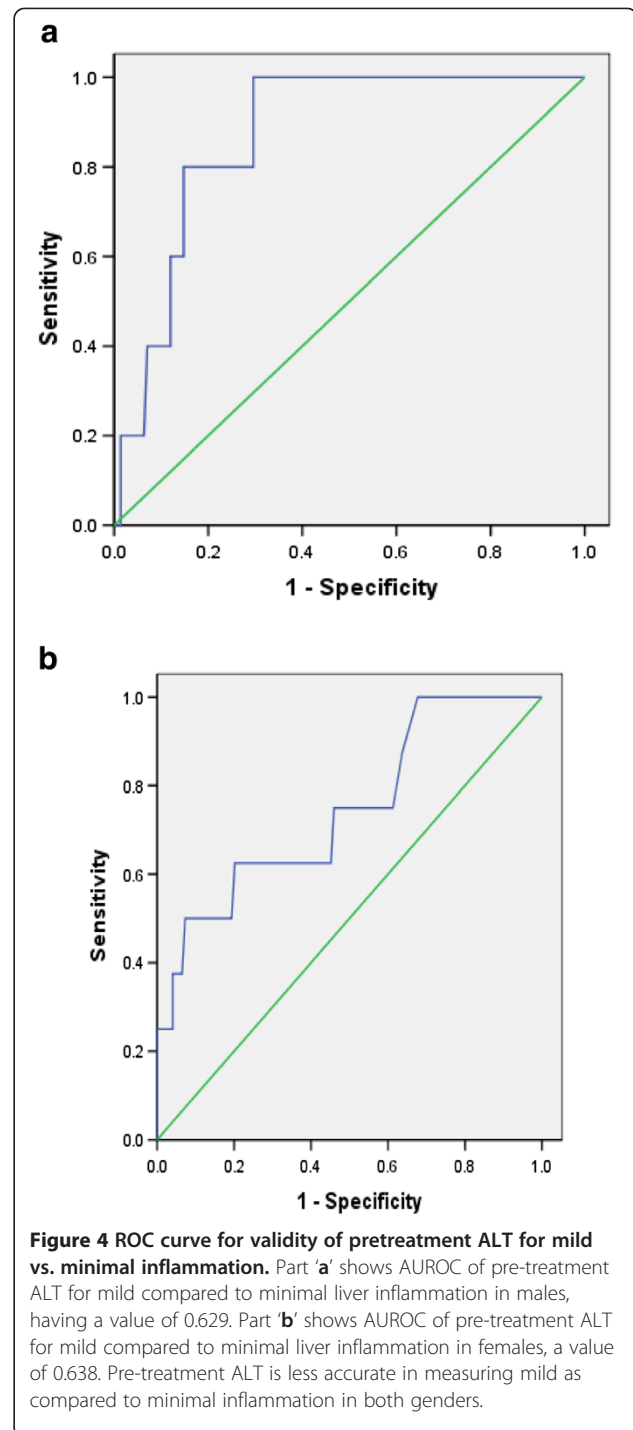 a
1.0
0.8
0.6
0.4
0.2
0.0
Sensitivity
0.0 0.2 0.4 0.6 0.8 1.0
1 - Specificity
b
1.0
0.8
0.6
0.4
0.2
0.0
Sensitivity
0.0 0.2 0.4 0.6 0.8 1.0
1 - Specificity
Figure 4 ROC curve for validity of pretreatment ALT for mild
vs. minimal inflammation. Part ‘a’ shows AUROC of pre-treatment
ALT for mild compared to minimal liver inflammation in males,
having a value of 0.629. Part ‘b’ shows AUROC of pre-treatment ALT
for mild compared to minimal liver inflammation in females, a value
of 0.638. Pre-treatment ALT is less accurate in measuring mild as
compared to minimal inflammation in both genders.